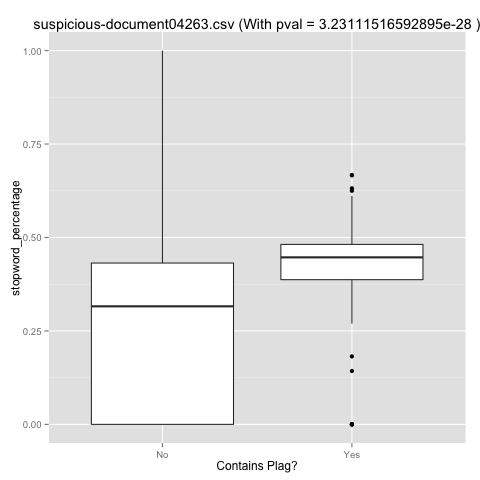 suspicious-document04263.csv (With pval = 3.23111516592895e-28 )
1.00
0.75
0.50
0.25
0.00
stopword_percentage
No
Yes
Contains Plag?